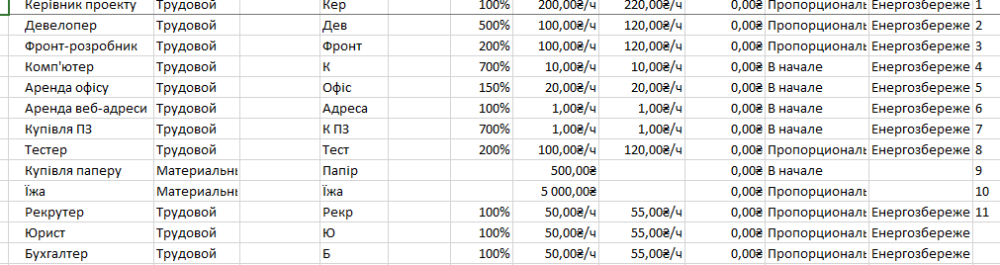 Керівник проекту Трудовой Кер 100% 200,00₴/ч 220,00₴/ч 0,00₴ Пропорциональ Енергозбереже 1
Девелопер Трудовой Дев 500% 100,00₴/ч 120,00₴/ч 0,00₴ Пропорциональ Енергозбереже 2
Фронт-розробник Трудовой Фронт 200% 100,00₴/ч 120,00₴/ч 0,00₴ Пропорциональ Енергозбереже 3
Комп'ютер Трудовой К 700% 10,00₴/ч 10,00₴/ч 0,00₴ В начале Енергозбереже 4
Аренда офісу Трудовой Офіс 150% 20,00₴/ч 20,00₴/ч 0,00₴ В начале Енергозбереже 5
Аренда веб-адреси Трудовой Адреса 100% 1,00₴/ч 1,00₴/ч 0,00₴ В начале Енергозбереже 6
Купівля ПЗ Трудовой К ПЗ 700% 1,00₴/ч 1,00₴/ч 0,00₴ В начале Енергозбереже 7
Тестер Трудовой Тест 200% 100,00₴/ч 120,00₴/ч 0,00₴ Пропорциональ Енергозбереже 8
Купівля паперу Материальн Папір 500,00₴ 0,00₴ В начале 9
Їжа Материальн Їжа 5 000,00₴ 0,00₴ Пропорциональ 10
Рекрутер Трудовой Рекр 100% 50,00₴/ч 55,00₴/ч 0,00₴ Пропорциональ Енергозбереже 11
Юрист Трудовой Ю 100% 50,00₴/ч 55,00₴/ч 0,00₴ Пропорциональ Енергозбереже
Бухгалтер Трудовой Б 100% 50,00₴/ч 55,00₴/ч 0,00₴ Пропорциональ Енергозбереже